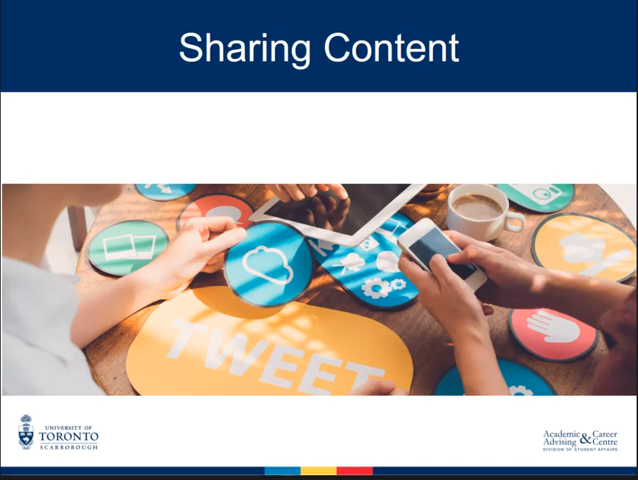 Sharing Content
TWEET
UNIVERSITY OF
TORONTO
SCARBOROUGH
Academic & Career
Advising Centre
DIVISION OF STUDENT AFFAIRS